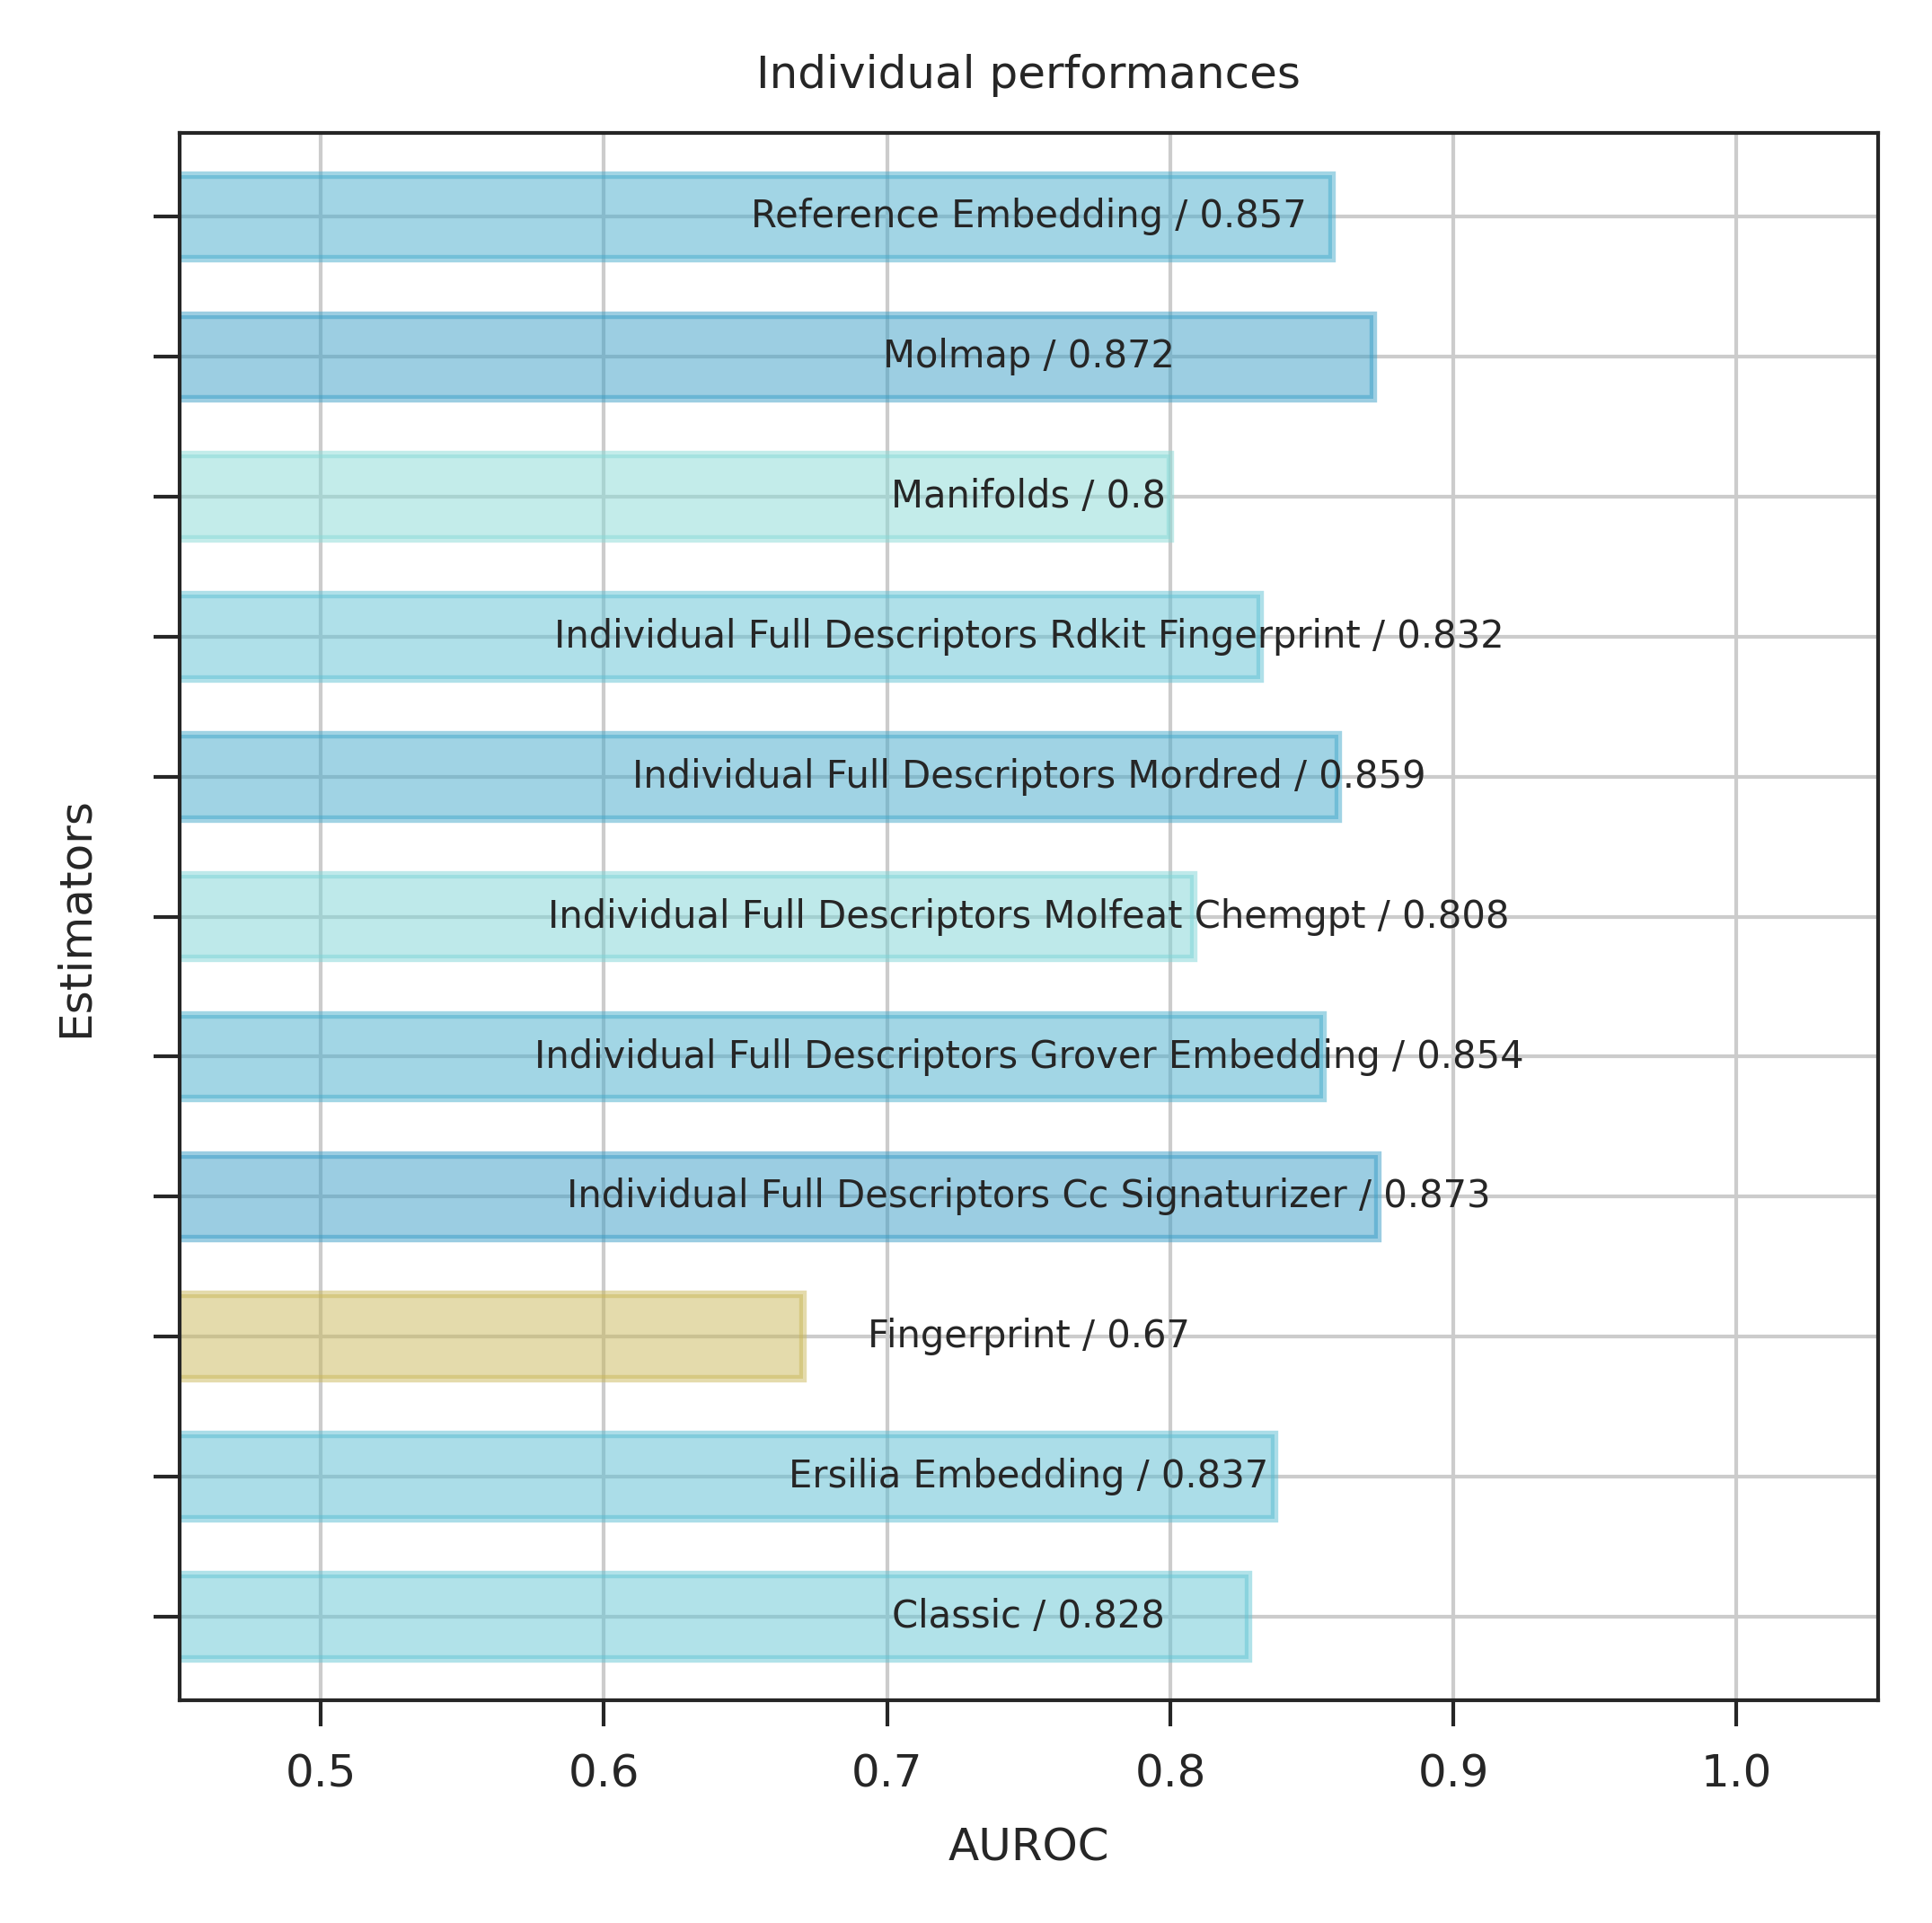 Individual performances
Reference Embedding / 0.857
Molmap / 0.872
Manifolds / 0.8
Individual Full Descriptors Rdkit Fingerprint / 0.832
Individual Full Descriptors Mordred / 0.859
Individual Full Descriptors Molfeat Chemgpt / 0.808
Individual Full Descriptors Grover Embedding / 0.854
Individual Full Descriptors Cc Signaturizer / 0.873
Fingerprint / 0.67
Ersilia Embedding / 0.837
Classic / 0.828
Estimators
0.5 0.6 0.7 0.8 0.9 1.0
AUROC